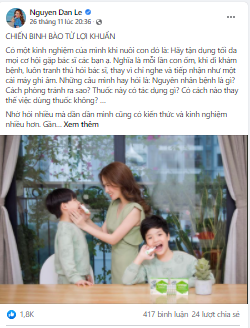 Nguyen Dan Le
26 tháng 11 lúc 20:36
CHIẾN BINH BÀO TỬ LỢI KHUẨN
Có một kinh nghiệm của mình khi nuôi con đó là: Hãy tận dụng tối đa
mọi cơ hội gặp bác sĩ các bạn ạ. Nghĩa là mỗi lần con ốm, khi đi khám
bệnh, luôn tranh thủ hỏi bác sĩ, thay vì chỉ nghe và tiếp nhận như một
cái máy ghi âm. Những câu mình hay hỏi là: Nguyên nhân bệnh là gì?
Cách phòng tránh ra sao? Thuốc này có tác dụng gì? Có cách nào thay
thế việc dùng thuốc không? ...
Nhờ hỏi nhiều mà dần dần mình cũng có kiến thức và kinh nghiệm
nhiều hơn. Gần... Xem thêm
1,8K
417 bình luận 24 lượt chia sẻ